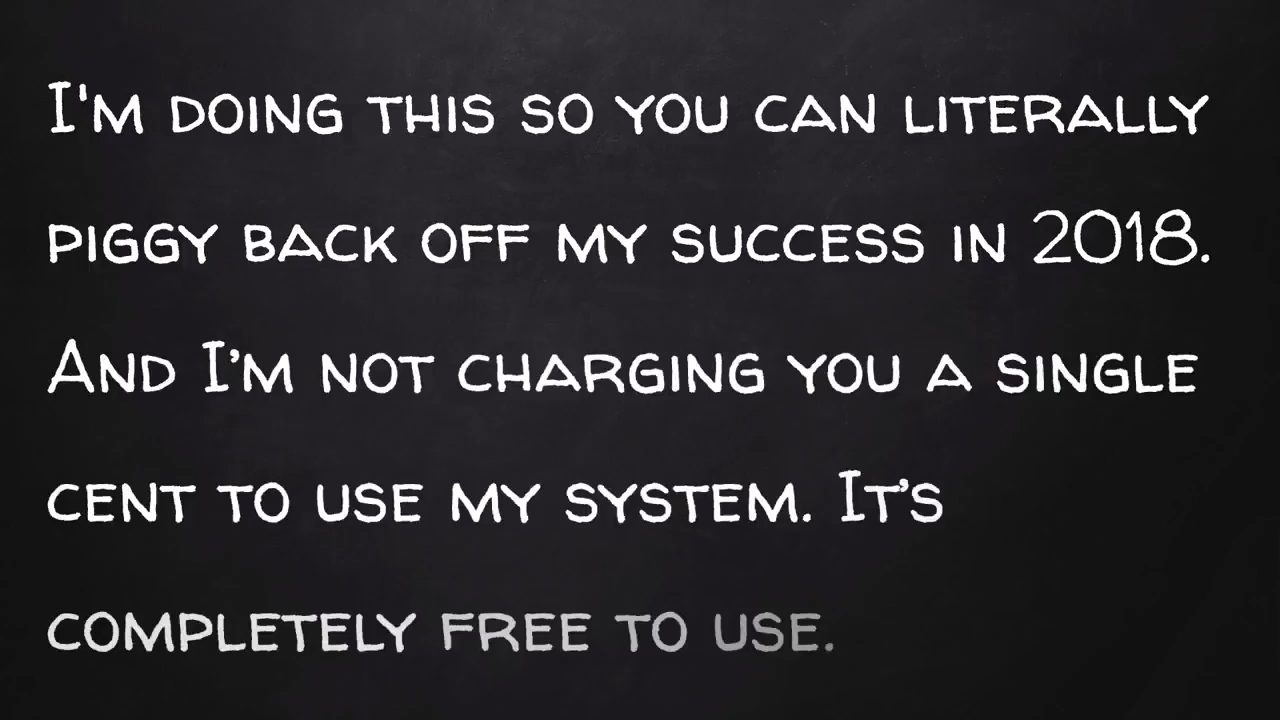 I'm doing this so you can literally
piggy back off my success in 2018.
And I’m not charging you a single
cent to use my system. It’s
completely free to use.